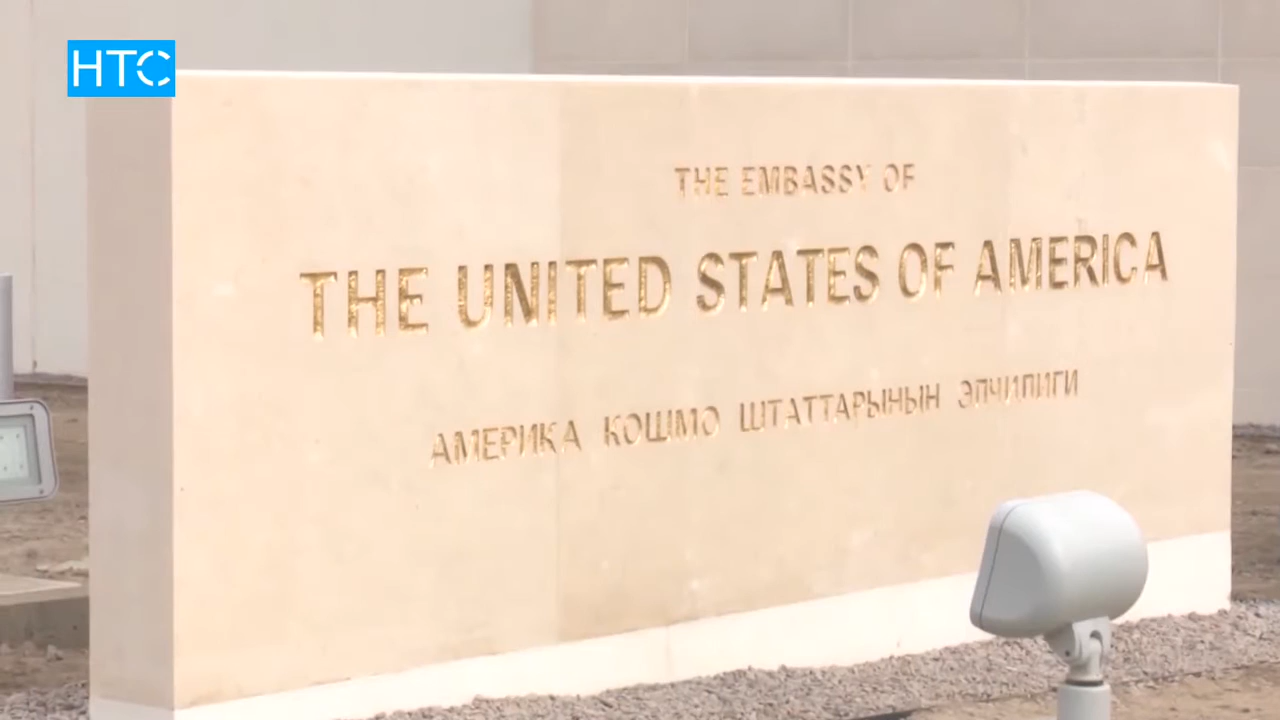 НТС
THE EMBASSY OF
THE UNITED STATES OF AMERICA
АМЕРИКА КОШМО ШТАТТАРЫНЫН ЭЛЧИЛИГИ